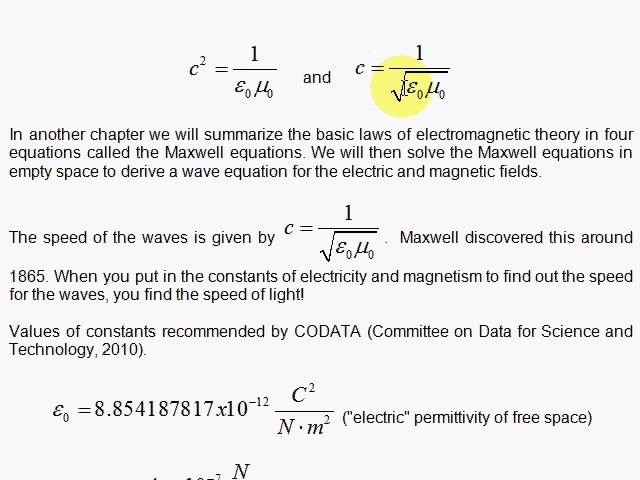 c² = 1/(ε₀μ₀) and c = 1/√(ε₀μ₀)
In another chapter we will summarize the basic laws of electromagnetic theory in four
equations called the Maxwell equations. We will then solve the Maxwell equations in
empty space to derive a wave equation for the electric and magnetic fields.
The speed of the waves is given by c = 1/√(ε₀μ₀) . Maxwell discovered this around
1865. When you put in the constants of electricity and magnetism to find out the speed
for the waves, you find the speed of light!
Values of constants recommended by CODATA (Committee on Data for Science and
Technology, 2010).
ε₀ = 8.854187817x10⁻¹² C²/(N·m²) ("electric" permittivity of free space)
⁻⁷ N